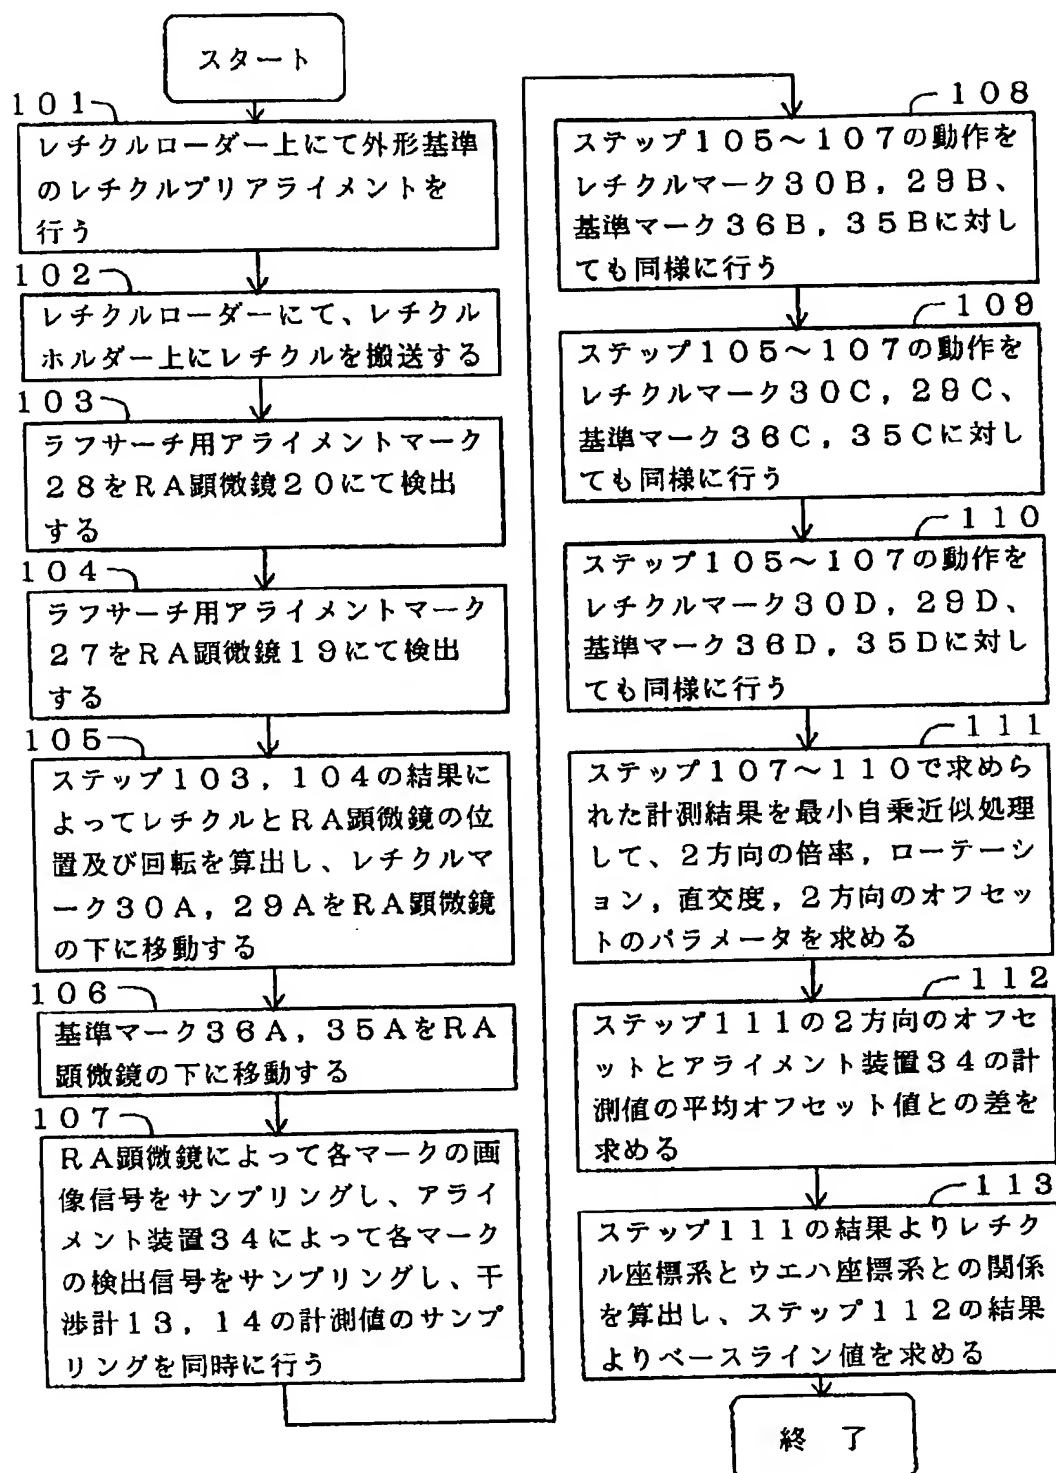 スタート
101
レチクルローダー上にて外形基準
のレチクルプリアライメントを
行う
102
レチクルローダーにて、レチクル
ホルダー上にレチクルを搬送する
103
ラフサーチ用アライメントマーク
28をRA顕微鏡20にて検出
する
104
ラフサーチ用アライメントマーク
27をRA顕微鏡19にて検出
する
105
ステップ103，104の結果に
よってレチクルとRA顕微鏡の位
置及び回転を算出し、レチクルマ
ーク30A，29AをRA顕微鏡
の下に移動する
106
基準マーク36A，35AをRA
顕微鏡の下に移動する
107
RA顕微鏡によって各マークの画
像信号をサンプリングし、アライ
メント装置34によって各マーク
の検出信号をサンプリングし、干
渉計13，14の計測値のサンプ
リングを同時に行う
108
ステップ105～107の動作を
レチクルマーク30B，29B、
基準マーク36B，35Bに対し
ても同様に行う
109
ステップ105～107の動作を
レチクルマーク30C，29C、
基準マーク36C，35Cに対し
ても同様に行う
110
ステップ105～107の動作を
レチクルマーク30D，29D、
基準マーク36D，35Dに対し
ても同様に行う
111
ステップ107～110で求めら
れた計測結果を最小自乗近似処理
して、2方向の倍率，ローテーシ
ョン，直交度，2方向のオフセッ
トのパラメータを求める
112
ステップ111の2方向のオフセ
ットとアライメント装置34の計
測値の平均オフセット値との差を
求める
113
ステップ111の結果よりレチク
ル座標系とウエハ座標系との関係
を算出し、ステップ112の結果
よりベースライン値を求める
終 了